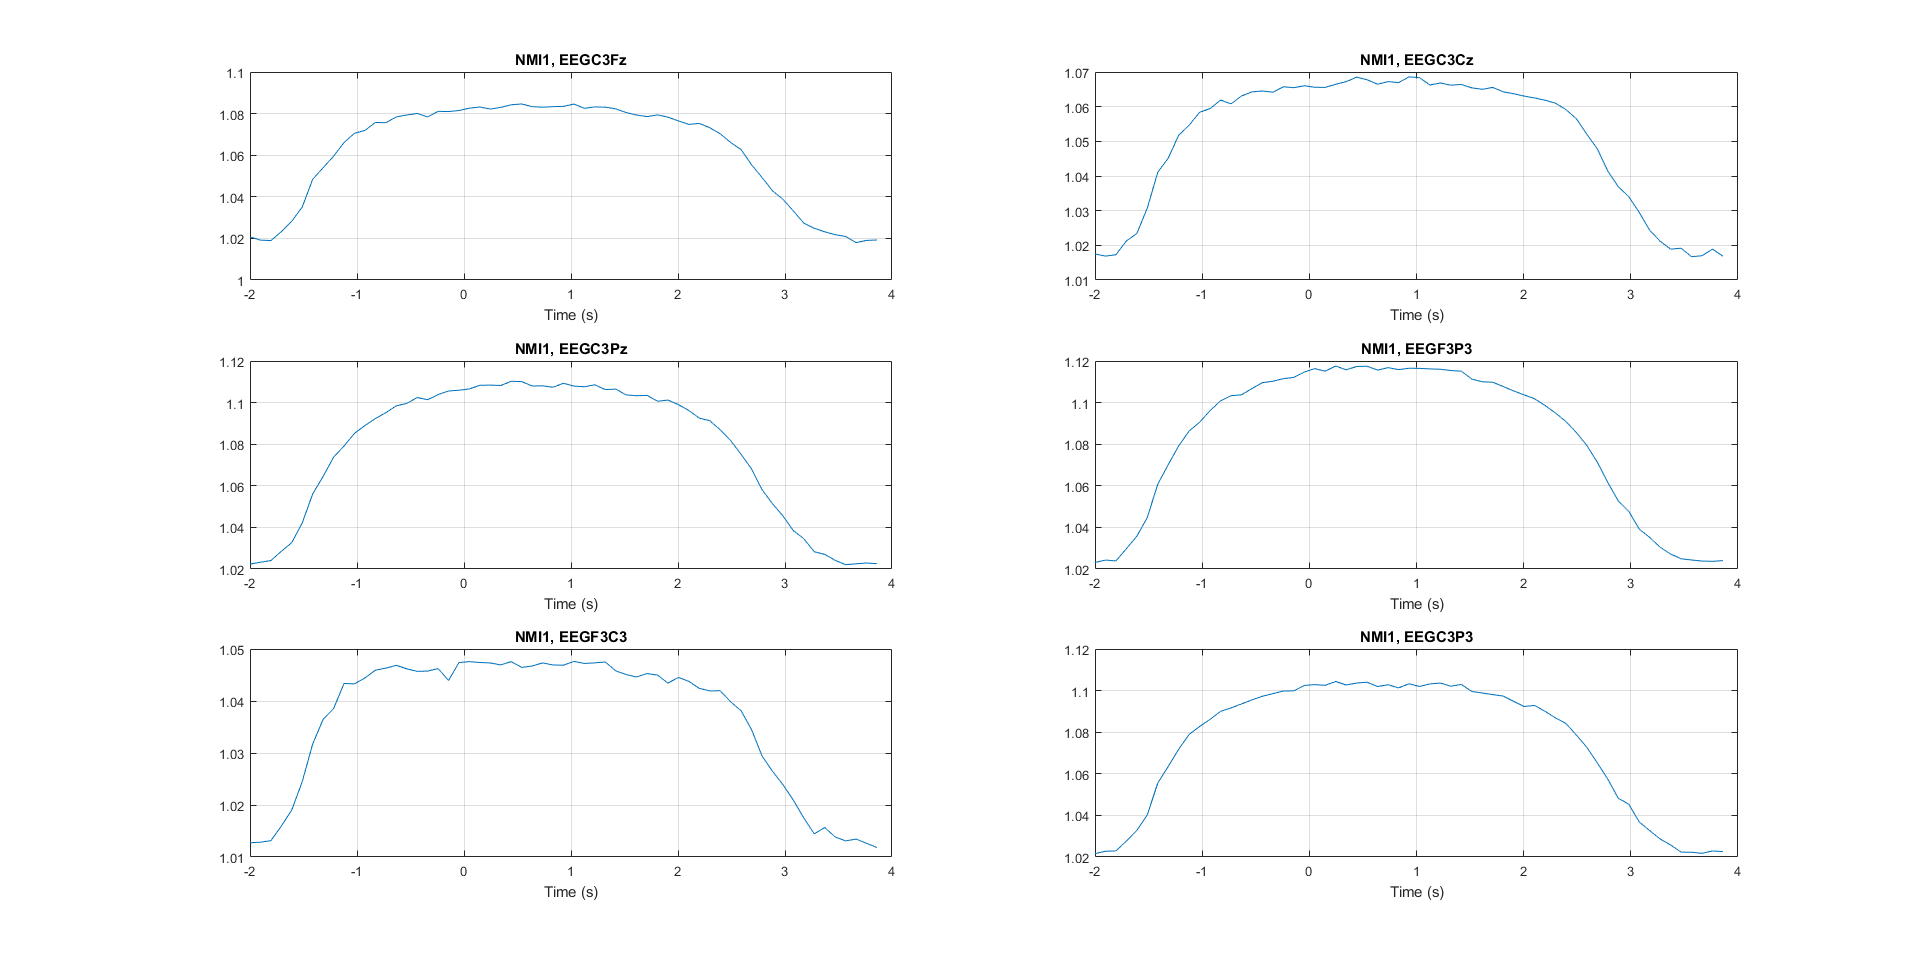 NMI1, EEGC3Fz
1.1
1.08
1.06
1.04
1.02
1
-2 -1 0 1 2 3 4
Time (s)
NMI1, EEGC3Cz
1.07
1.06
1.05
1.04
1.03
1.02
1.01
-2 -1 0 1 2 3 4
Time (s)
NMI1, EEGC3Pz
1.12
1.1
1.08
1.06
1.04
1.02
-2 -1 0 1 2 3 4
Time (s)
NMI1, EEGF3P3
1.12
1.1
1.08
1.06
1.04
1.02
-2 -1 0 1 2 3 4
Time (s)
NMI1, EEGF3C3
1.05
1.04
1.03
1.02
1.01
-2 -1 0 1 2 3 4
Time (s)
NMI1, EEGC3P3
1.12
1.1
1.08
1.06
1.04
1.02
-2 -1 0 1 2 3 4
Time (s)